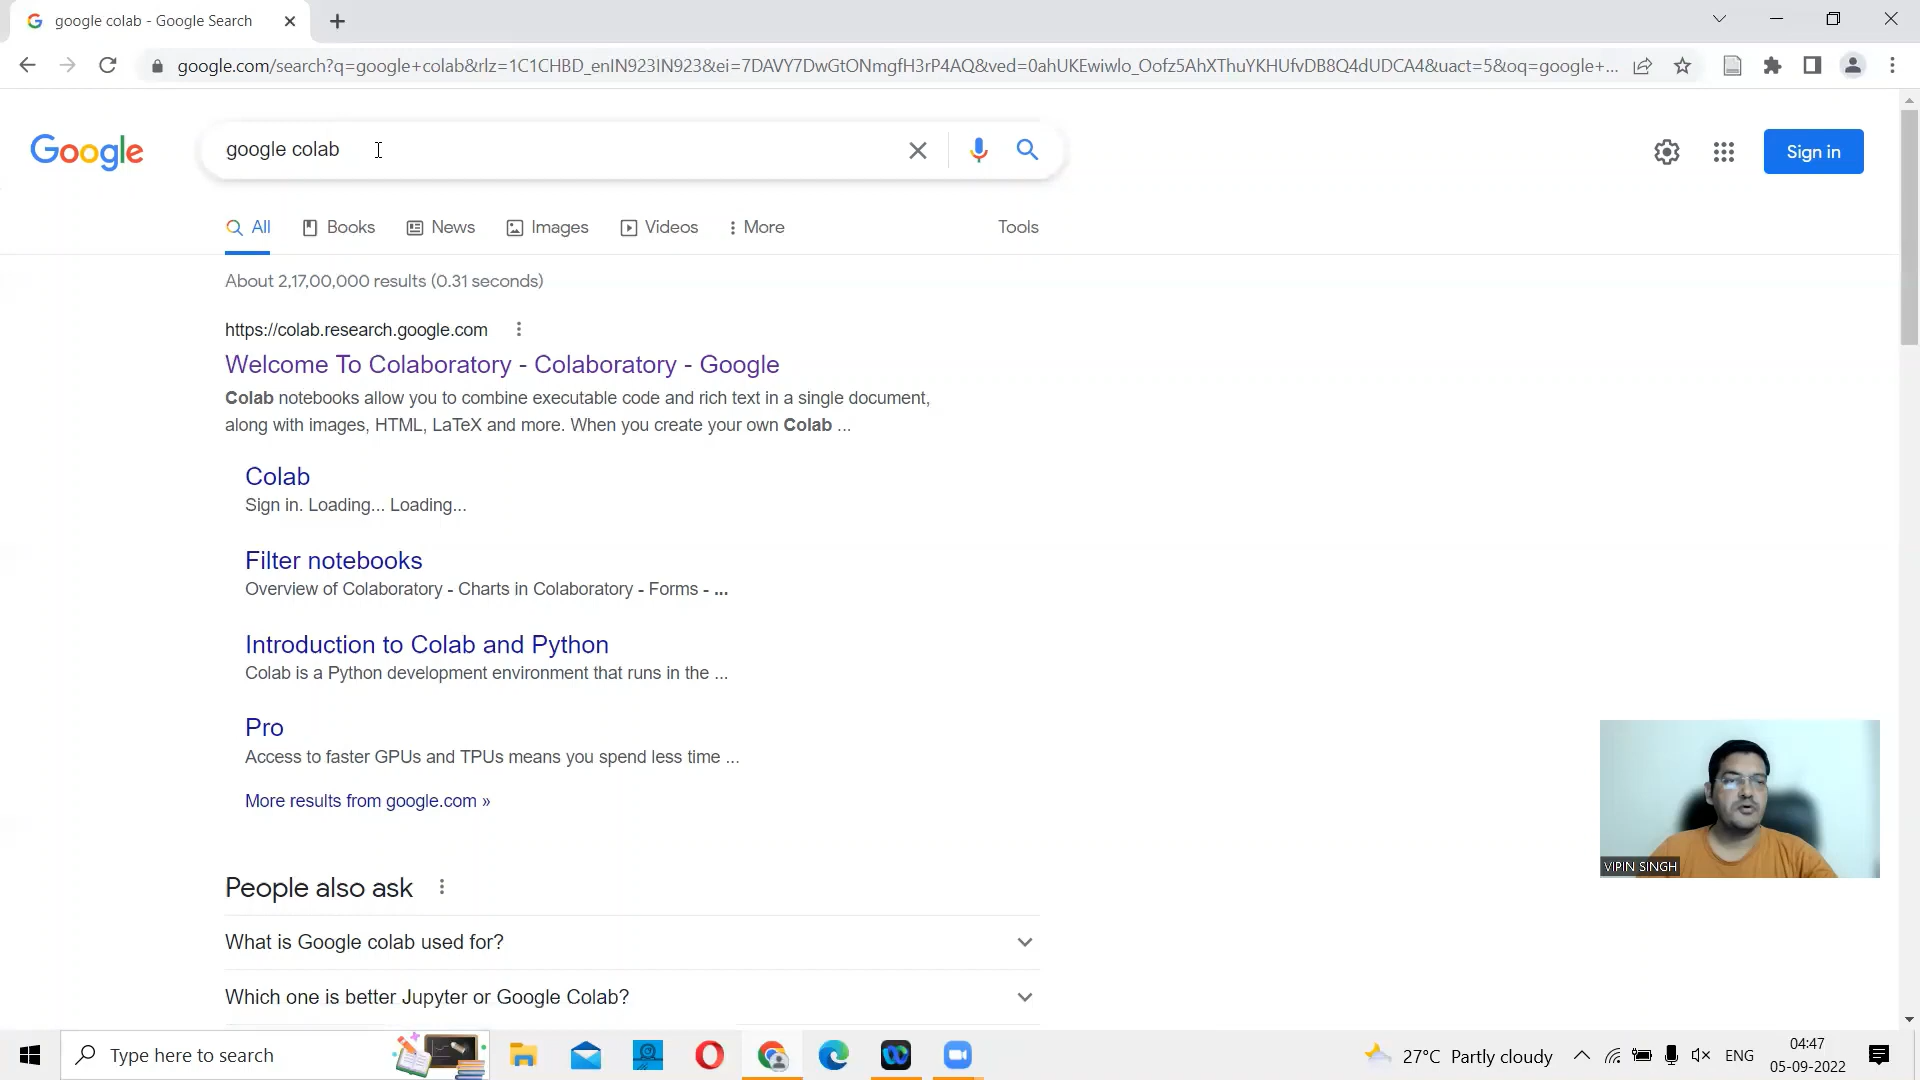 google colab - Google Search
google.com/search?q=google+colab&rlz=1C1CHBD_enIN923IN923&ei=7DAVY7DwGtONmgfH3rP4AQ&ved=0ahUKEwiwlo_Oofz5AhXThuYKHUfvDB8Q4dUDCA4&uact=5&oq=google+...
Google
google colab
Sign in
All
Books
News
Images
Videos
More
Tools
About 2,17,00,000 results (0.31 seconds)
https://colab.research.google.com
Welcome To Colaboratory - Colaboratory - Google
Colab notebooks allow you to combine executable code and rich text in a single document,
along with images, HTML, LaTeX and more. When you create your own Colab ...
Colab
Sign in. Loading... Loading...
Filter notebooks
Overview of Colaboratory - Charts in Colaboratory - Forms - ...
Introduction to Colab and Python
Colab is a Python development environment that runs in the ...
Pro
Access to faster GPUs and TPUs means you spend less time ...
More results from google.com »
VIPIN SINGH
People also ask
What is Google colab used for?
Which one is better Jupyter or Google Colab?
Type here to search
27°C Partly cloudy
ENG
04:47
05-09-2022